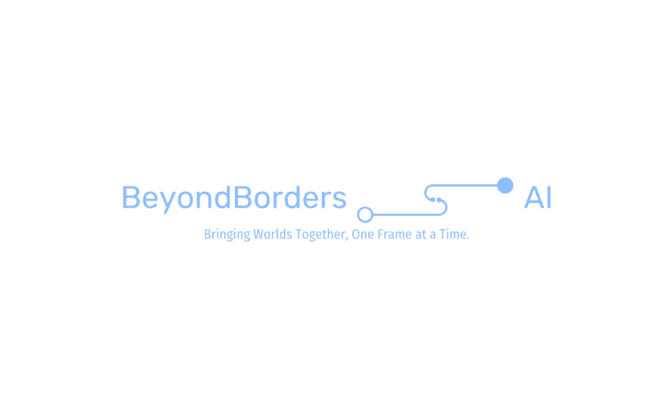 BeyondBorders AI
Bringing Worlds Together, One Frame at a Time.